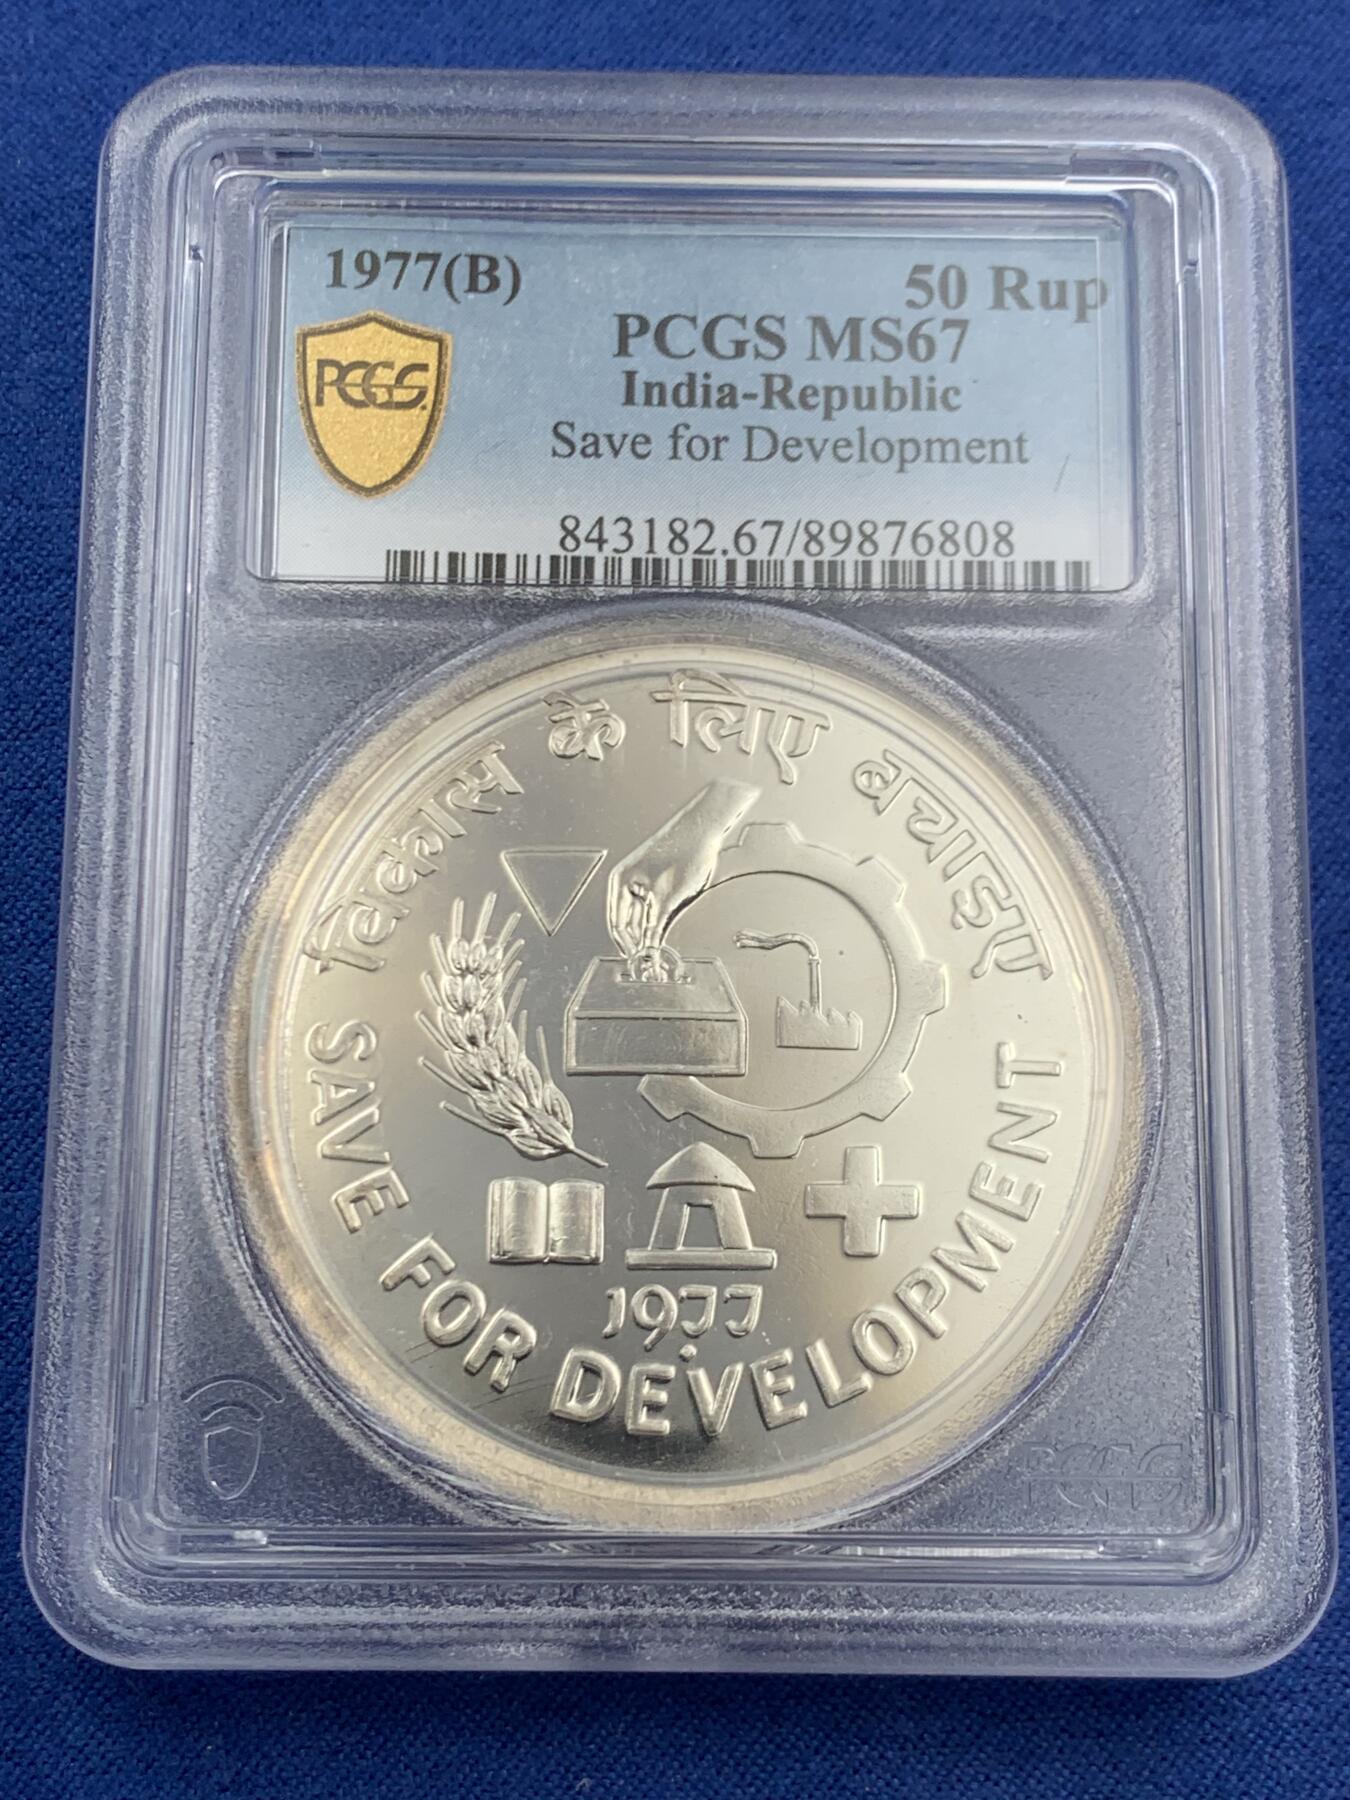 1977(B)
50 Rup
PCGS MS67
PCGS
India-Republic
Save for Development
843182.67/89876808
विकास के लिए बचाइए
1977
SAVE FOR DEVELOPMENT
PCGS